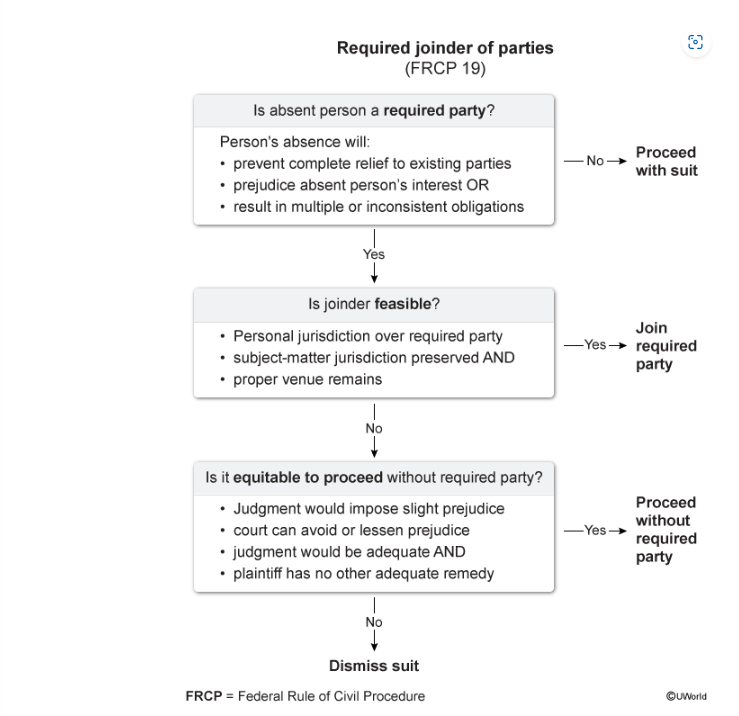 Required joinder of parties
(FRCP 19)
Is absent person a required party?
Person's absence will:
• prevent complete relief to existing parties
• prejudice absent person's interest OR
• result in multiple or inconsistent obligations
No
Proceed
with suit
Yes
Is joinder feasible?
• Personal jurisdiction over required party
• subject-matter jurisdiction preserved AND
• proper venue remains
Yes
Join
required
party
No
Is it equitable to proceed without required party?
• Judgment would impose slight prejudice
• court can avoid or lessen prejudice
• judgment would be adequate AND
• plaintiff has no other adequate remedy
Yes
Proceed
without
required
party
No
Dismiss suit
FRCP = Federal Rule of Civil Procedure
©UWorld